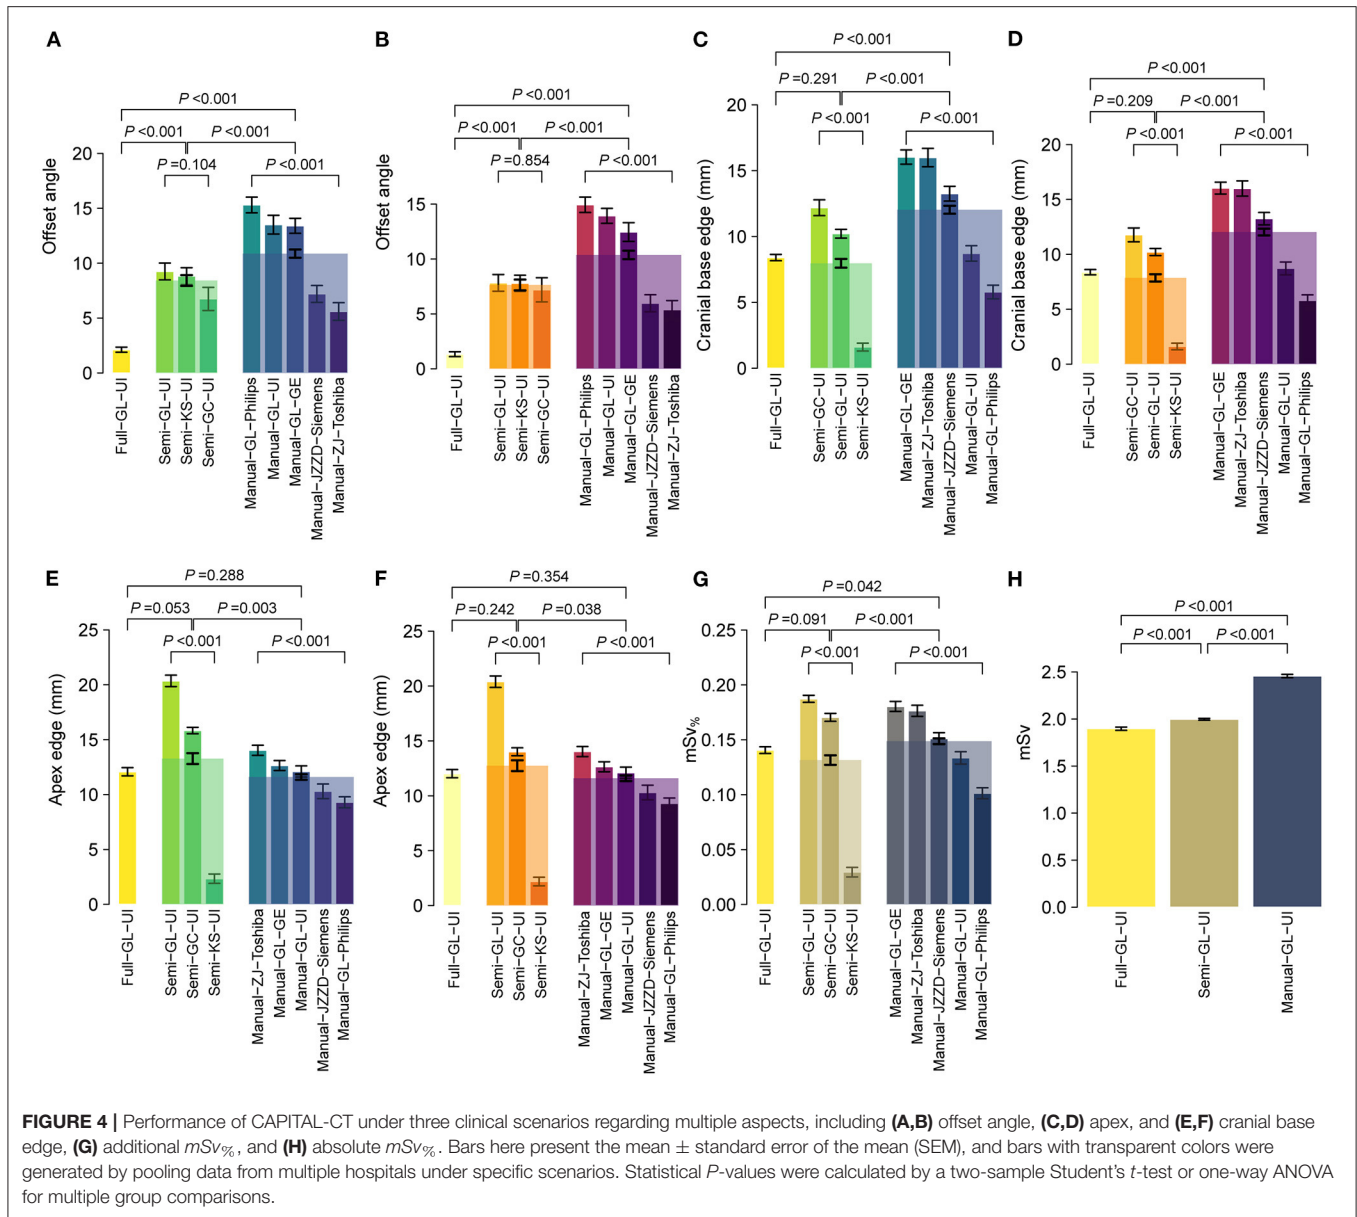 A
P <0.001
P <0.001
P <0.001
P =0.104
P <0.001
Offset angle
20
15
10
5
0
Full−GL−UI
Semi−GL−UI
Semi−KS−UI
Semi−GC−UI
Manual−GL−Philips
Manual−GL−UI
Manual−GL−GE
Manual−JZZD−Siemens
Manual−ZJ−Toshiba
B
P <0.001
P <0.001
P <0.001
P =0.854
P <0.001
Offset angle
15
10
5
0
Full−GL−UI
Semi−GL−UI
Semi−KS−UI
Semi−GC−UI
Manual−GL−Philips
Manual−GL−UI
Manual−GL−GE
Manual−JZZD−Siemens
Manual−ZJ−Toshiba
C
P <0.001
P =0.291
P <0.001
P <0.001
P <0.001
Cranial base edge (mm)
20
15
10
5
0
Full−GL−UI
Semi−GC−UI
Semi−GL−UI
Semi−KS−UI
Manual−GL−GE
Manual−ZJ−Toshiba
Manual−JZZD−Siemens
Manual−GL−UI
Manual−GL−Philips
D
P <0.001
P =0.209
P <0.001
P <0.001
P <0.001
Cranial base edge (mm)
20
15
10
5
0
Full−GL−UI
Semi−GC−UI
Semi−GL−UI
Semi−KS−UI
Manual−GL−GE
Manual−ZJ−Toshiba
Manual−JZZD−Siemens
Manual−GL−UI
Manual−GL−Philips
E
P =0.288
P =0.053
P =0.003
P <0.001
P <0.001
Apex edge (mm)
25
20
15
10
5
0
Full−GL−UI
Semi−GL−UI
Semi−GC−UI
Semi−KS−UI
Manual−ZJ−Toshiba
Manual−GL−GE
Manual−GL−UI
Manual−JZZD−Siemens
Manual−GL−Philips
F
P =0.354
P =0.242
P =0.038
P <0.001
P <0.001
Apex edge (mm)
25
20
15
10
5
0
Full−GL−UI
Semi−GL−UI
Semi−GC−UI
Semi−KS−UI
Manual−ZJ−Toshiba
Manual−GL−GE
Manual−GL−UI
Manual−JZZD−Siemens
Manual−GL−Philips
G
P =0.042
P =0.091
P <0.001
P <0.001
P <0.001
mSv%
0.25
0.20
0.15
0.10
0.05
0.00
Full−GL−UI
Semi−GL−UI
Semi−GC−UI
Semi−KS−UI
Manual−GL−GE
Manual−ZJ−Toshiba
Manual−JZZD−Siemens
Manual−GL−UI
Manual−GL−Philips
H
P <0.001
P <0.001
P <0.001
mSv
2.5
2.0
1.5
1.0
0.5
0.0
Full−GL−UI
Semi−GL−UI
Manual−GL−UI
FIGURE 4 | Performance of CAPITAL-CT under three clinical scenarios regarding multiple aspects, including (A,B) offset angle, (C,D) apex, and (E,F) cranial base
edge, (G) additional mSv%, and (H) absolute mSv%. Bars here present the mean ± standard error of the mean (SEM), and bars with transparent colors were
generated by pooling data from multiple hospitals under specific scenarios. Statistical P-values were calculated by a two-sample Student's t-test or one-way ANOVA
for multiple group comparisons.